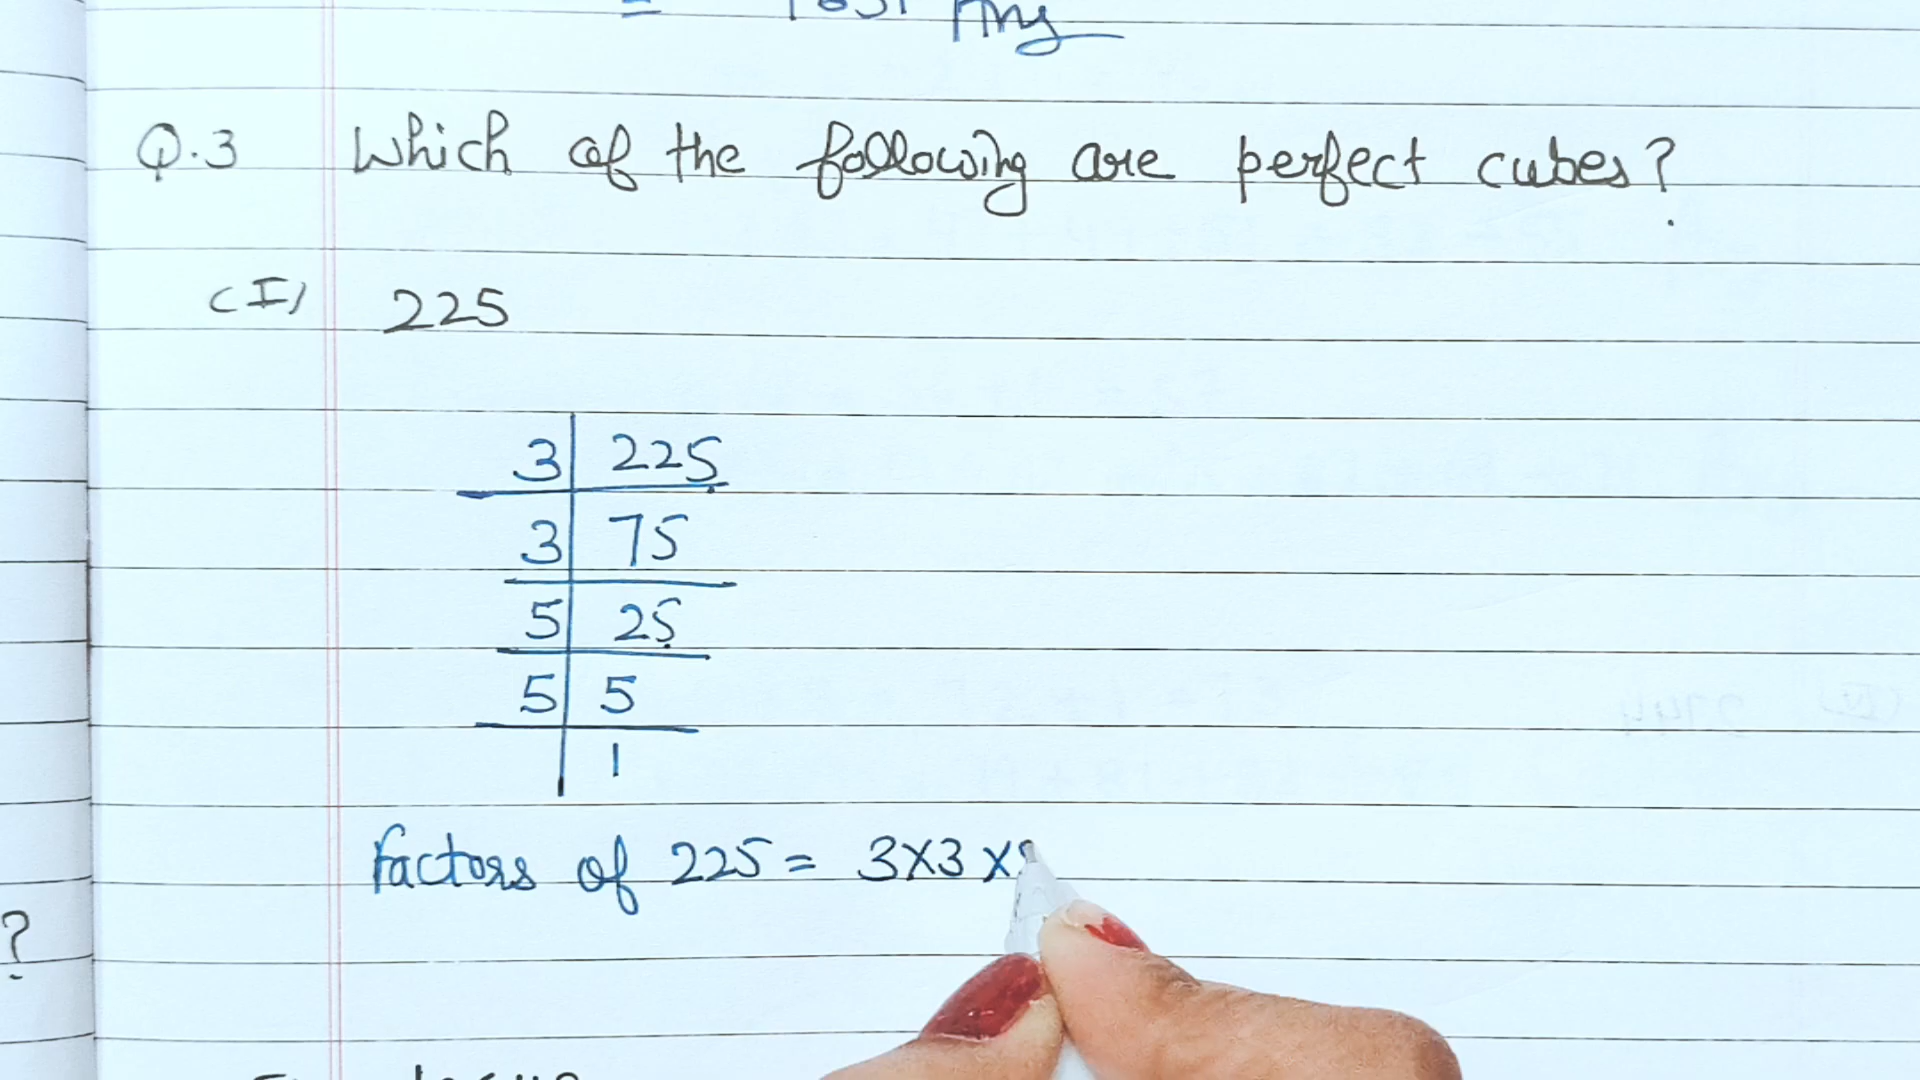 Ans
Q.3 Which of the following are perfect cubes?
(I) 225
3 225
3 75
5 25
5 5
1
factors of 225 = 3×3×
?